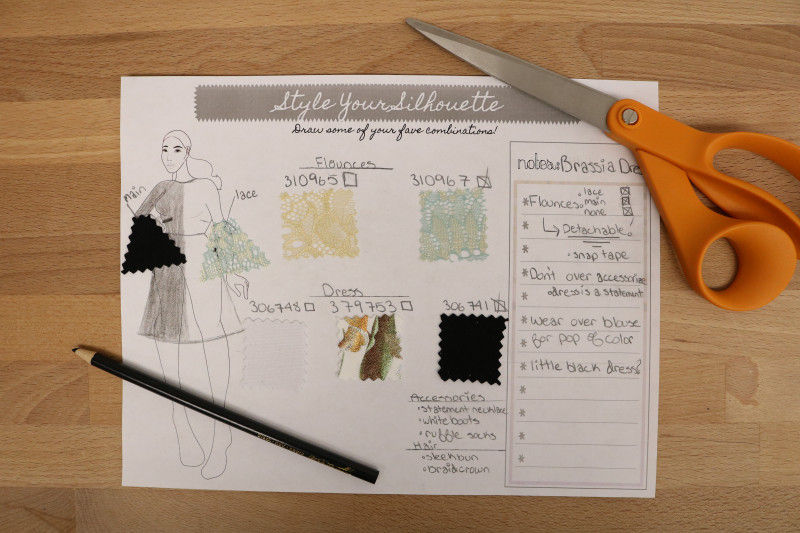 Style Your Silhouette
Draw some of your fave combinations!
main
lace
Flounces
310965
310967
Dress
306748
379753
306741
Accessories
• statement necklace
• white boots
• ruffle socks
Hair
• sleek bun
• braid crown
notes: Brassia Dre
* Flounces:
• lace
• main
• none
* Detachable.
• snap tape
* Don't over accessorize
* • dress is a statement
* wear over blouse
* for pop of color
* little black dress?
*
*
*